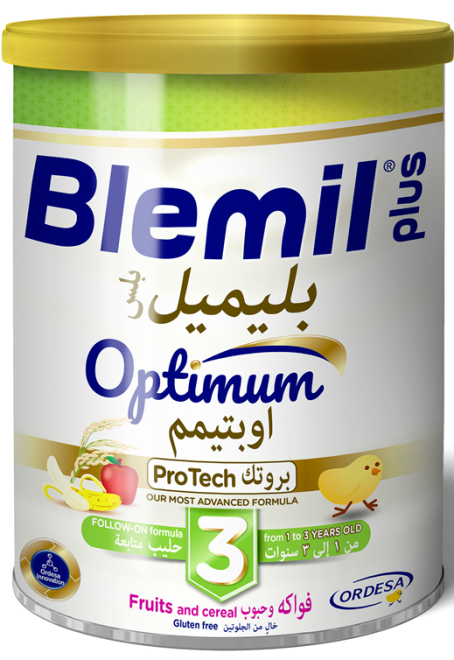 Blemil® plus
بليميل بلس
Optimum
اوبتيمم
ProTech بروتك
OUR MOST ADVANCED FORMULA
FOLLOW-ON formula
حليب متابعة
3
from 1 to 3 YEARS OLD
من ١ إلى ٣ سنوات
Ordesa
Innovation
Fruits and cereal فواكه وحبوب
Gluten free خالٍ من الجلوتين
ORDESA